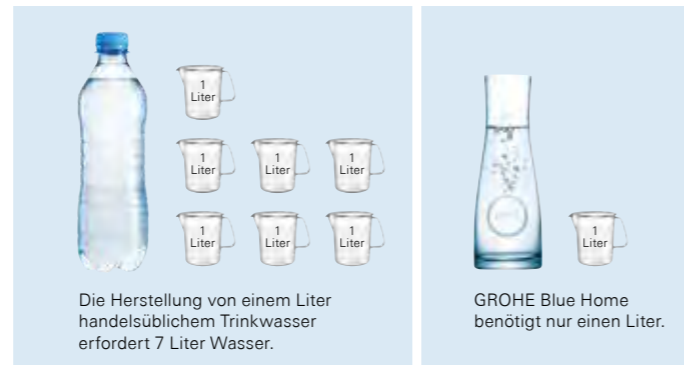 1
Liter
1
Liter
1
Liter
1
Liter
1
Liter
1
Liter
1
Liter
Die Herstellung von einem Liter
handelsüblichem Trinkwasser
erfordert 7 Liter Wasser.
1
Liter
GROHE Blue Home
benötigt nur einen Liter.